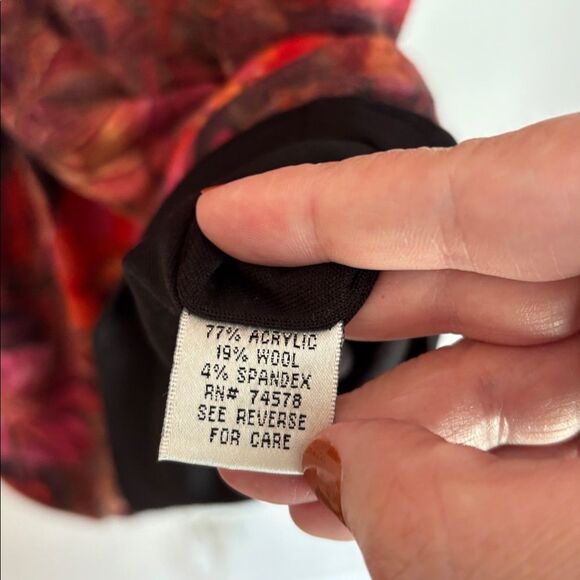 77% ACRYLIC
19% WOOL
4% SPANDEX
RN# 74578
SEE REVERSE
FOR CARE